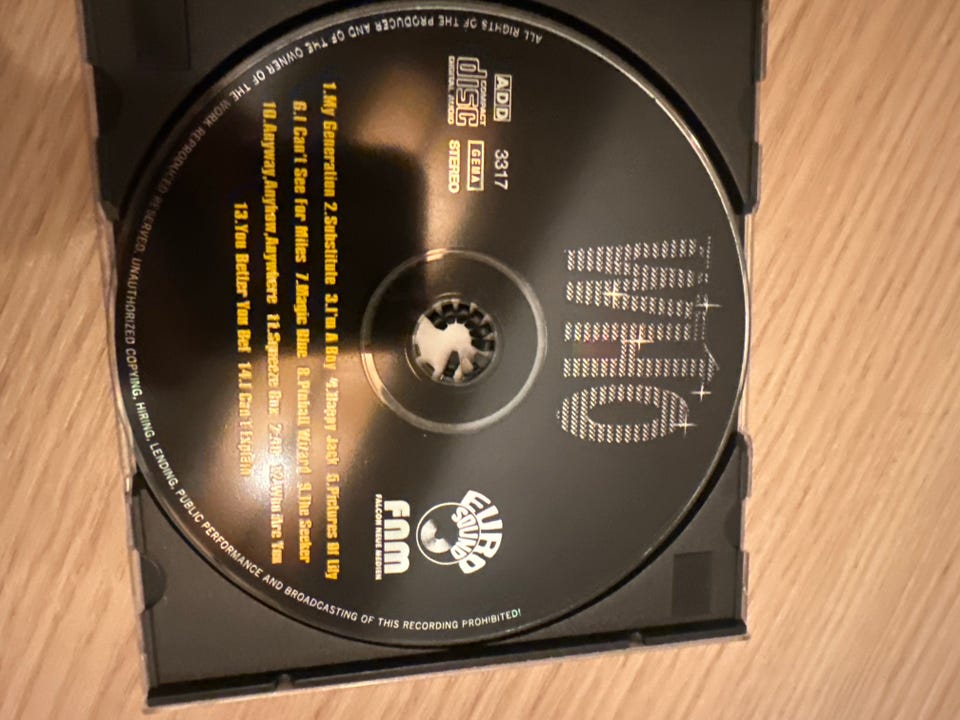 WHO
ADD 3317
COMPACT
disc
DIGITAL AUDIO
GEMA
STEREO
EURO
SOUND
fnm
FALCON NEUE MEDIEN
1.My Generation 2.Substitute 3.I'm A Boy 4.Happy Jack 5.Pictures Of Lily
6.I Can't See For Miles 7.Magic Blue 8.Pinball Wizard 9.The Seeker
10.Anyway,Anyhow,Anywhere 11.Squeeze Box Who Are You
13.You Better You Bet 14.I Can't Explain
ALL RIGHTS OF THE PRODUCER AND OF THE OWNER OF THE WORK REPRODUCED RESERVED. UNAUTHORIZED COPYING, HIRING, LENDING, PUBLIC PERFORMANCE AND BROADCASTING OF THIS RECORDING PROHIBITED!